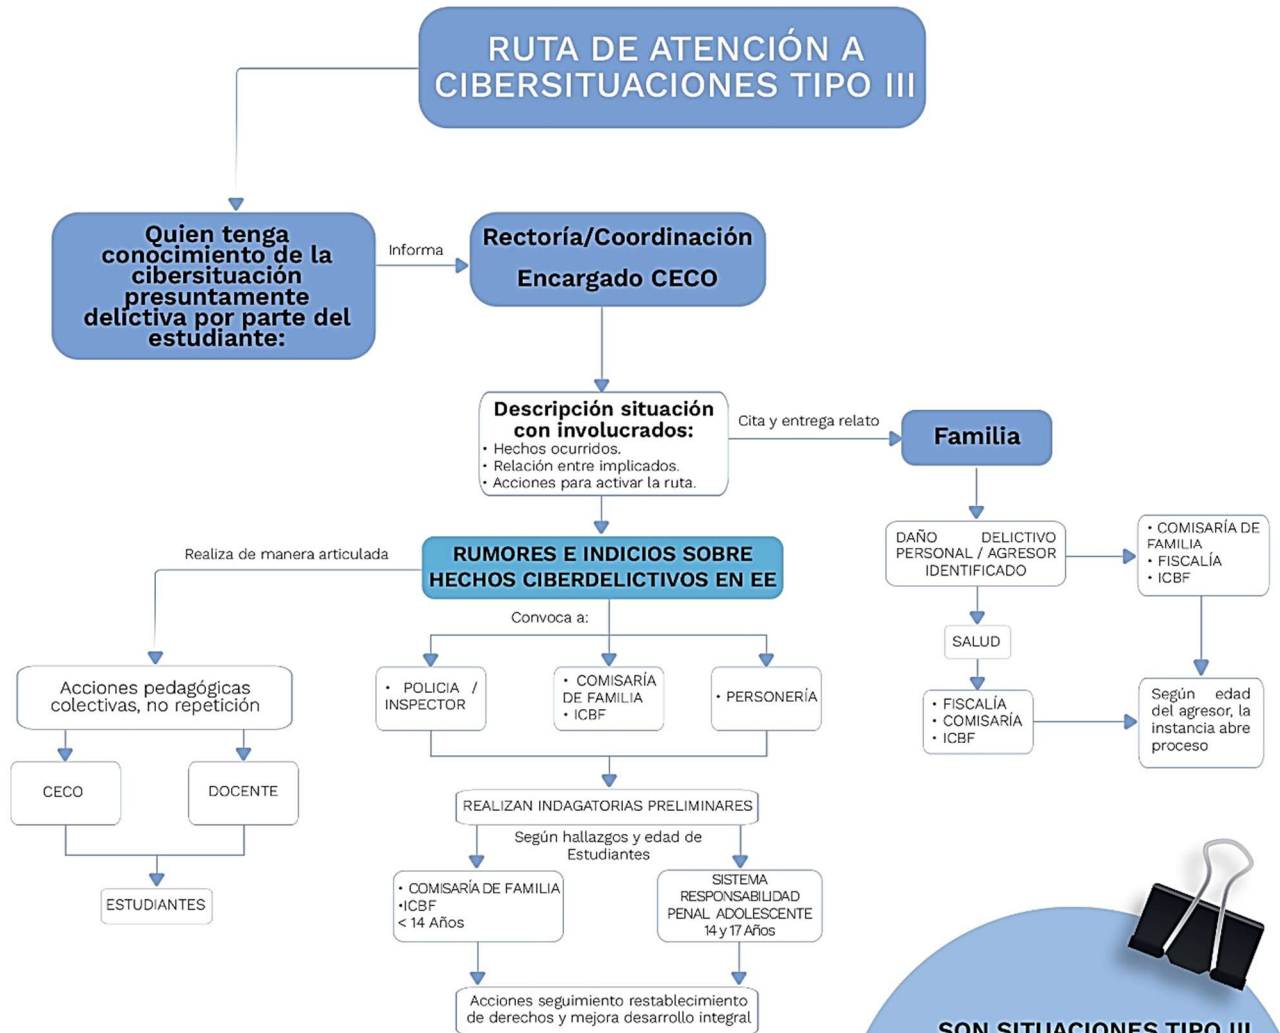 RUTA DE ATENCIÓN A
CIBERSITUACIONES TIPO III
Quien tenga
conocimiento de la
cibersituación
presuntamente
delictiva por parte del
estudiante:
Informa
Rectoría/Coordinación
Encargado CECO
Descripción situación
con involucrados:
• Hechos ocurridos.
• Relación entre implicados.
• Acciones para activar la ruta.
Cita y entrega relato
Familia
DAÑO DELICTIVO
PERSONAL / AGRESOR
IDENTIFICADO
• COMISARÍA DE
FAMILIA
• FISCALÍA
• ICBF
SALUD
• FISCALÍA
• COMISARÍA
• ICBF
Según edad
del agresor, la
instancia abre
proceso
Realiza de manera articulada
RUMORES E INDICIOS SOBRE
HECHOS CIBERDELICTIVOS EN EE
Convoca a:
Acciones pedagógicas
colectivas, no repetición
CECO
DOCENTE
ESTUDIANTES
• POLICIA /
INSPECTOR
• COMISARÍA
DE FAMILIA
• ICBF
• PERSONERÍA
REALIZAN INDAGATORIAS PRELIMINARES
Según hallazgos y edad de
Estudiantes
• COMISARÍA DE FAMILIA
•ICBF
< 14 Años
SISTEMA
RESPONSABILIDAD
PENAL ADOLESCENTE
14 y 17 Años
Acciones seguimiento restablecimiento
de derechos y mejora desarrollo integral
SON SITUACIONES TIPO III